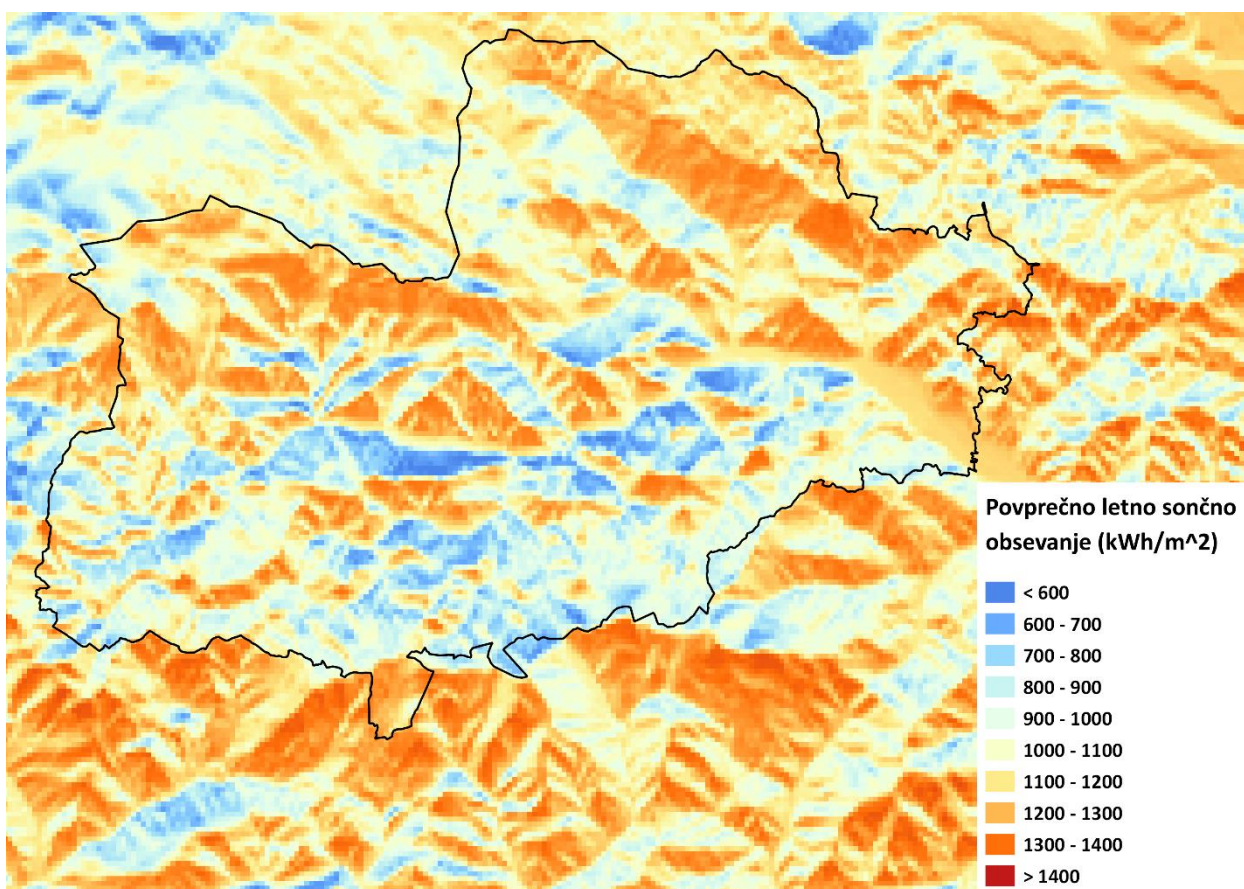 Povprečno letno sončno
obsevanje (kWh/m^2)
< 600
600 - 700
700 - 800
800 - 900
900 - 1000
1000 - 1100
1100 - 1200
1200 - 1300
1300 - 1400
> 1400